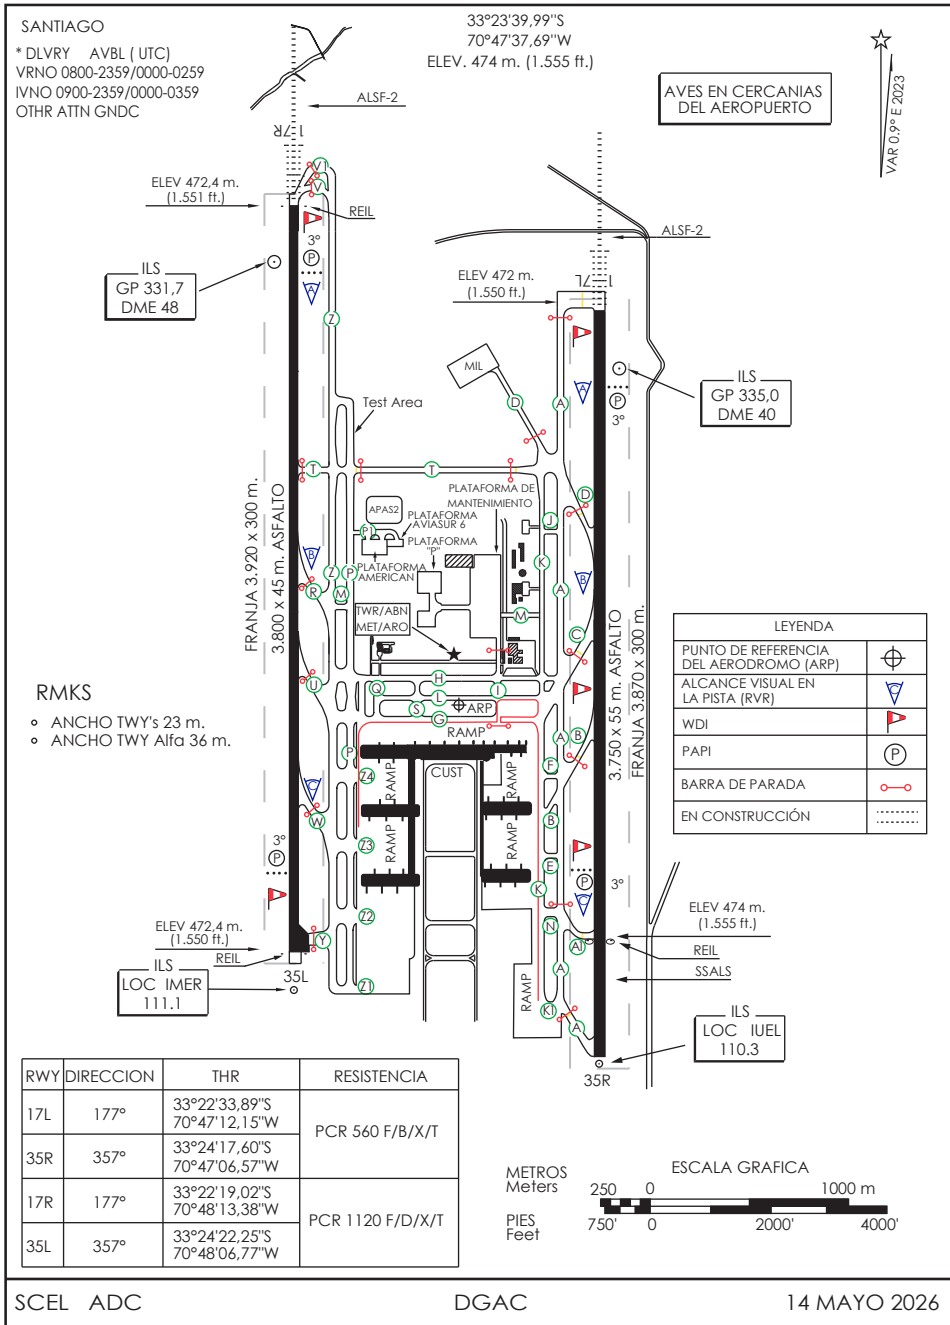 SANTIAGO
* DLVRY AVBL ( UTC)
VRNO 0800-2359/0000-0259
IVNO 0900-2359/0000-0359
OTHR ATTN GNDC
33°23'39,99"S
70°47'37,69"W
ELEV. 474 m. (1.555 ft.)
AVES EN CERCANIAS
DEL AEROPUERTO
VAR 0.9° E 2023
ALSF-2
17R
V1
V
ELEV 472,4 m.
(1.551 ft.)
REIL
3°
P
ILS
GP 331,7
DME 48
A
Z
ALSF-2
ELEV 472 m.
(1.550 ft.)
17L
MIL
D
A
A
P
3°
ILS
GP 335,0
DME 40
Test Area
T
T
D
PLATAFORMA DE
MANTENIMIENTO
APAS2
PLATAFORMA
AVIASUR 6
P1
PLATAFORMA
"P"
PLATAFORMA
AMERICAN
J
K
B
R
Z
P
M
A
B
M
C
TWR/ABN
MET/ARO
FRANJA 3.920 x 300 m.
3.800 x 45 m. ASFALTO
3.750 x 55 m. ASFALTO
FRANJA 3.870 x 300 m.
LEYENDA
PUNTO DE REFERENCIA
DEL AERODROMO (ARP)
ALCANCE VISUAL EN
LA PISTA (RVR)
C
WDI
PAPI
P
BARRA DE PARADA
EN CONSTRUCCIÓN
RMKS
ANCHO TWY's 23 m.
ANCHO TWY Alfa 36 m.
U
Q
H
I
L
S
ARP
G
RAMP
A
B
P
F
CUST
Z4
RAMP
RAMP
C
W
B
Z3
RAMP
RAMP
3°
P
E
P
3°
K
C
Z2
N
ELEV 474 m.
(1.555 ft.)
ELEV 472,4 m.
(1.550 ft.)
Y
A1
REIL
REIL
35L
ILS
LOC IMER
111.1
Z1
A
SSALS
RAMP
K1
A
ILS
LOC IUEL
110.3
35R
RWY DIRECCION THR RESISTENCIA
17L 177° 33°22'33,89"S
70°47'12,15"W
PCR 560 F/B/X/T
35R 357° 33°24'17,60"S
70°47'06,57"W
17R 177° 33°22'19,02"S
70°48'13,38"W
PCR 1120 F/D/X/T
35L 357° 33°24'22,25"S
70°48'06,77"W
ESCALA GRAFICA
METROS
Meters
250 0 1000 m
PIES
Feet
750' 0 2000' 4000'
SCEL ADC DGAC 14 MAYO 2026